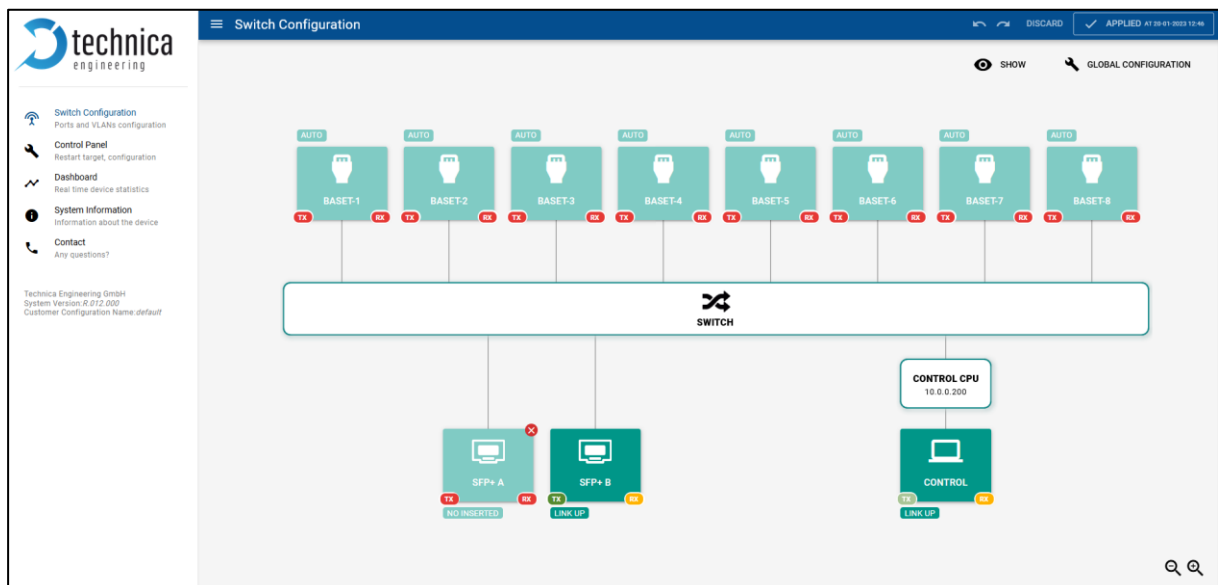 technica
engineering
Switch Configuration
DISCARD
APPLIED AT 20-01-2023 12:46
SHOW
GLOBAL CONFIGURATION
Switch Configuration
Ports and VLANs configuration
Control Panel
Restart target, configuration
Dashboard
Real time device statistics
System Information
Information about the device
Contact
Any questions?
Technica Engineering GmbH
System Version:R.012.000
Customer Configuration Name:default
AUTO AUTO AUTO AUTO AUTO AUTO AUTO AUTO
BASET-1 BASET-2 BASET-3 BASET-4 BASET-5 BASET-6 BASET-7 BASET-8
TX RX TX RX TX RX TX RX TX RX TX RX TX RX TX RX
SWITCH
CONTROL CPU
10.0.0.200
SFP+ A SFP+ B CONTROL
TX RX TX RX TX RX
NO INSERTED LINK UP LINK UP